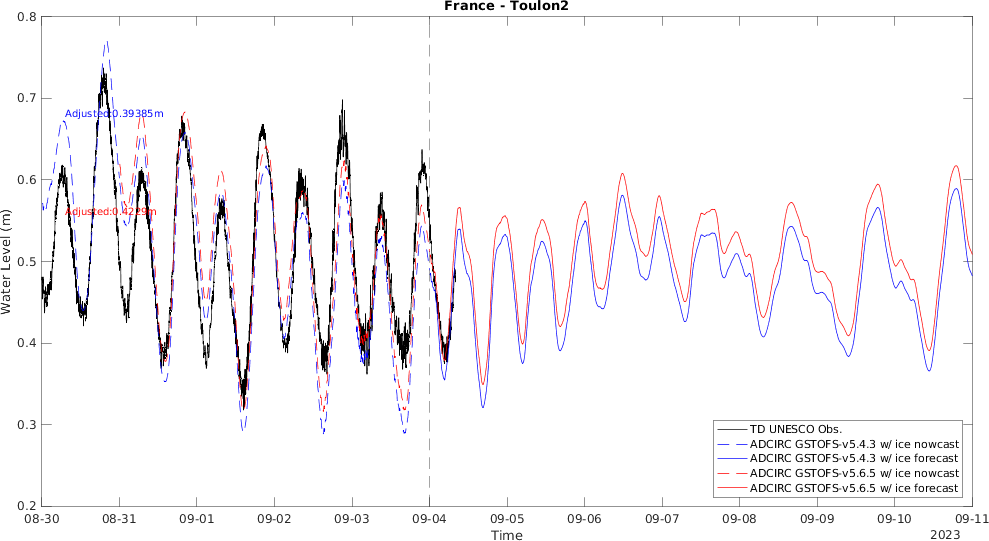 France - Toulon2
0.8
0.7
0.6
0.5
0.4
0.3
0.2
Water Level (m)
Adjusted:0.39385m
Adjusted:0.4229m
TD UNESCO Obs.
ADCIRC GSTOFS-v5.4.3 w/ ice nowcast
ADCIRC GSTOFS-v5.4.3 w/ ice forecast
ADCIRC GSTOFS-v5.6.5 w/ ice nowcast
ADCIRC GSTOFS-v5.6.5 w/ ice forecast
08-30 08-31 09-01 09-02 09-03 09-04 09-05 09-06 09-07 09-08 09-09 09-10 09-11
Time
2023